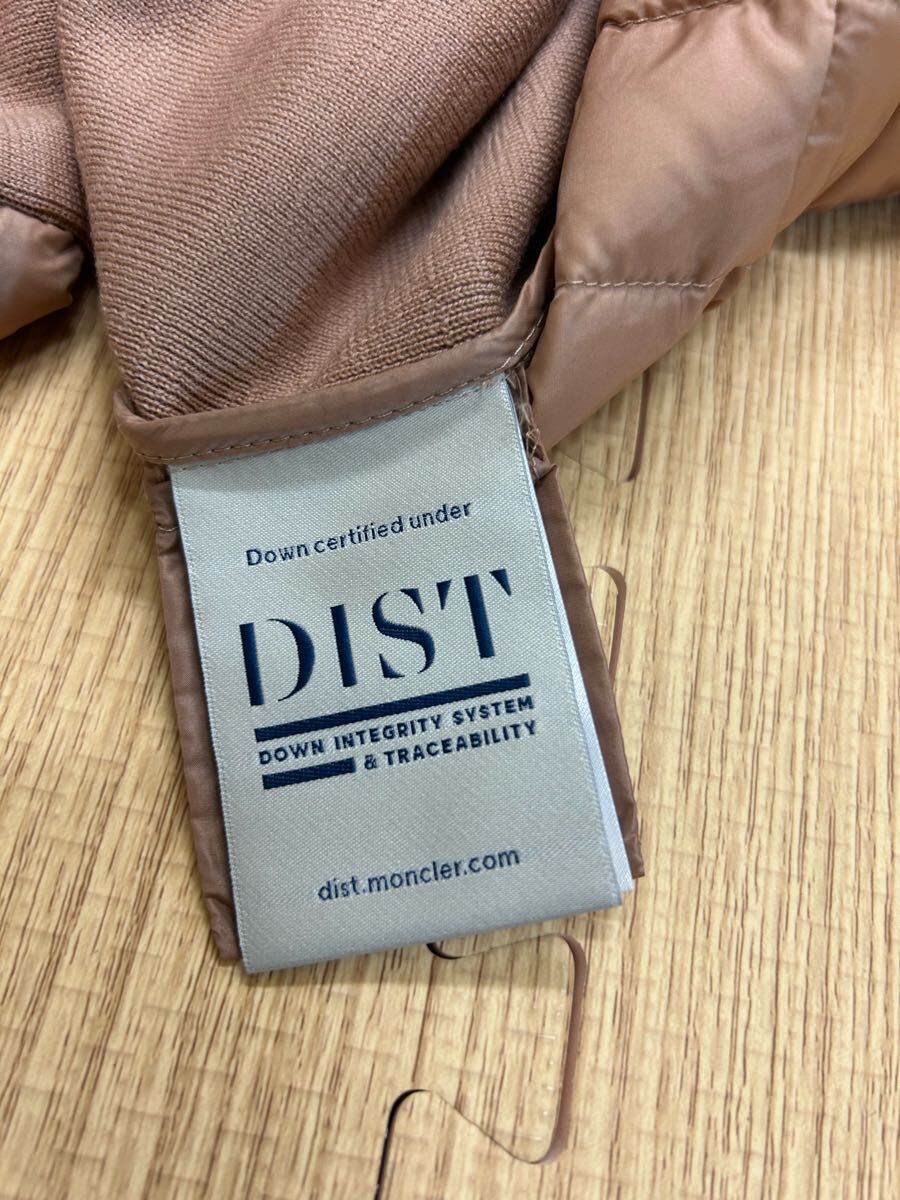 Down certified under
DIST
DOWN INTEGRITY SYSTEM
& TRACEABILITY
dist.moncler.com